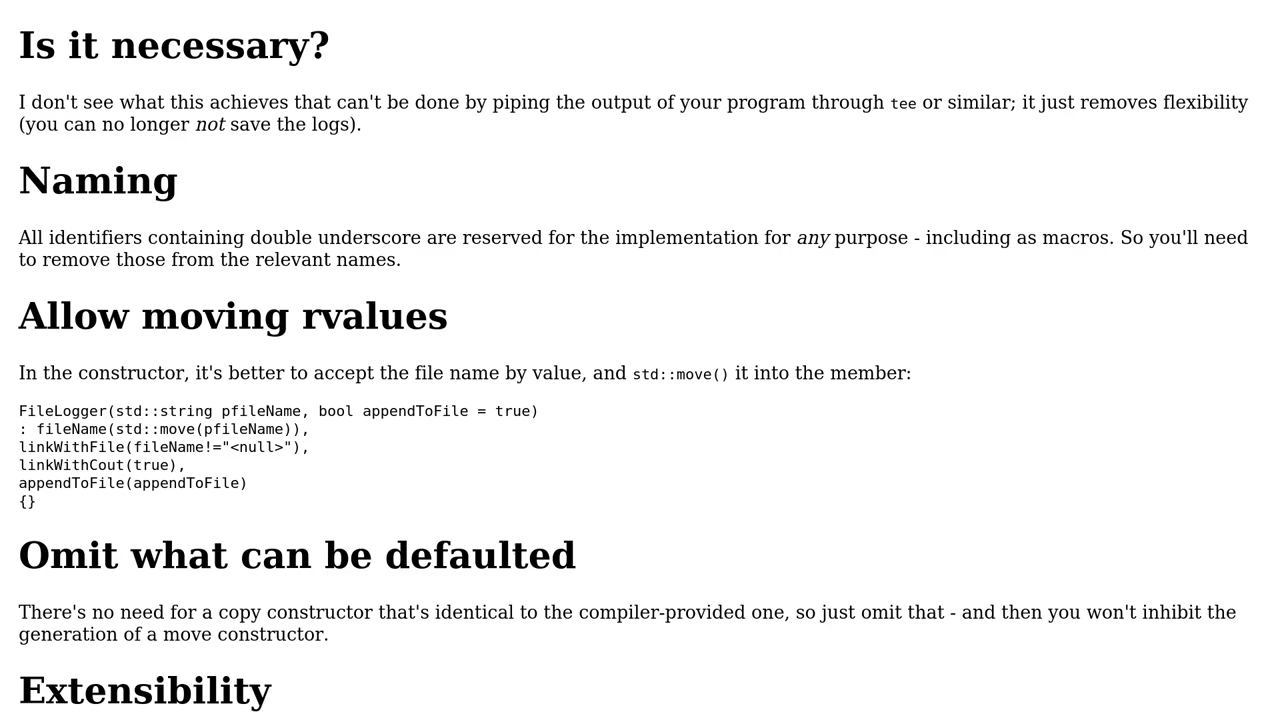 Is it necessary?
I don't see what this achieves that can't be done by piping the output of your program through tee or similar; it just removes flexibility
(you can no longer not save the logs).
Naming
All identifiers containing double underscore are reserved for the implementation for any purpose - including as macros. So you'll need
to remove those from the relevant names.
Allow moving rvalues
In the constructor, it's better to accept the file name by value, and std::move() it into the member:
FileLogger(std::string pfileName, bool appendToFile = true)
: fileName(std::move(pfileName)),
linkWithFile(fileName!="<null>"),
linkWithCout(true),
appendToFile(appendToFile)
{}
Omit what can be defaulted
There's no need for a copy constructor that's identical to the compiler-provided one, so just omit that - and then you won't inhibit the
generation of a move constructor.
Extensibility